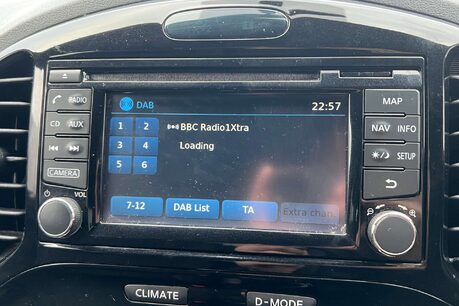 DAB 22:57
RADIO
MAP
1 2 BBC Radio1Xtra
CD AUX
3 4 Loading
NAV INFO
5 6
SETUP
CAMERA
VOL
7-12 DAB List TA Extra chan
CLIMATE D-MODE